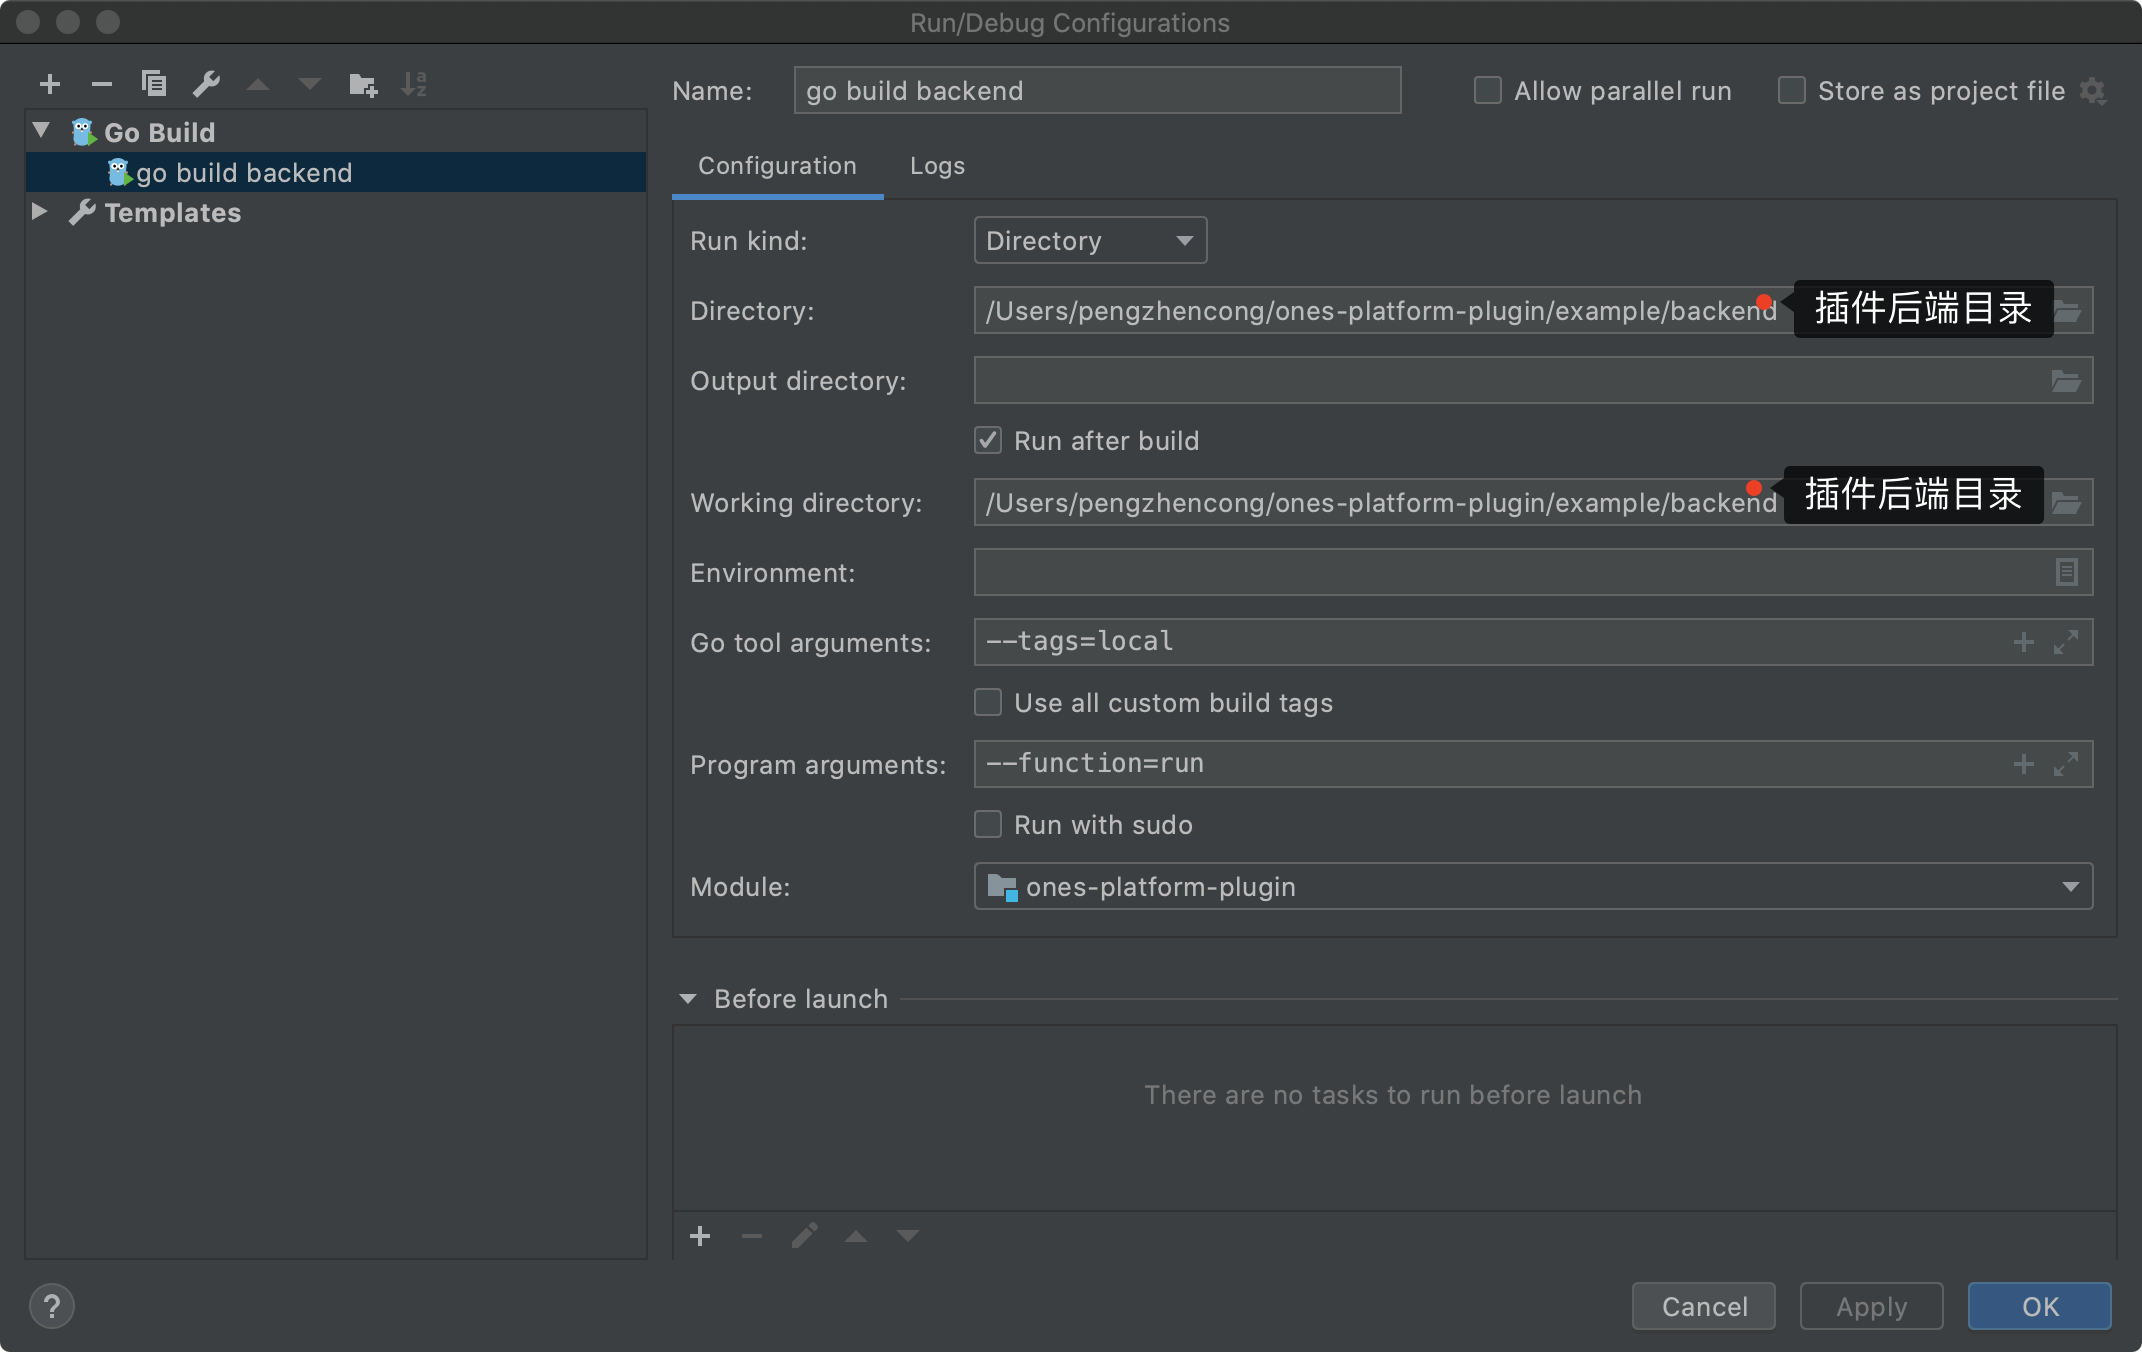 Run/Debug Configurations
Name: go build backend Allow parallel run Store as project file
Go Build
go build backend
Templates
Configuration Logs
Run kind: Directory
Directory: /Users/pengzhencong/ones-platform-plugin/example/backend 插件后端目录
Output directory:
Run after build
Working directory: /Users/pengzhencong/ones-platform-plugin/example/backend 插件后端目录
Environment:
Go tool arguments: --tags=local
Use all custom build tags
Program arguments: --function=run
Run with sudo
Module: ones-platform-plugin
Before launch
There are no tasks to run before launch
? Cancel Apply OK